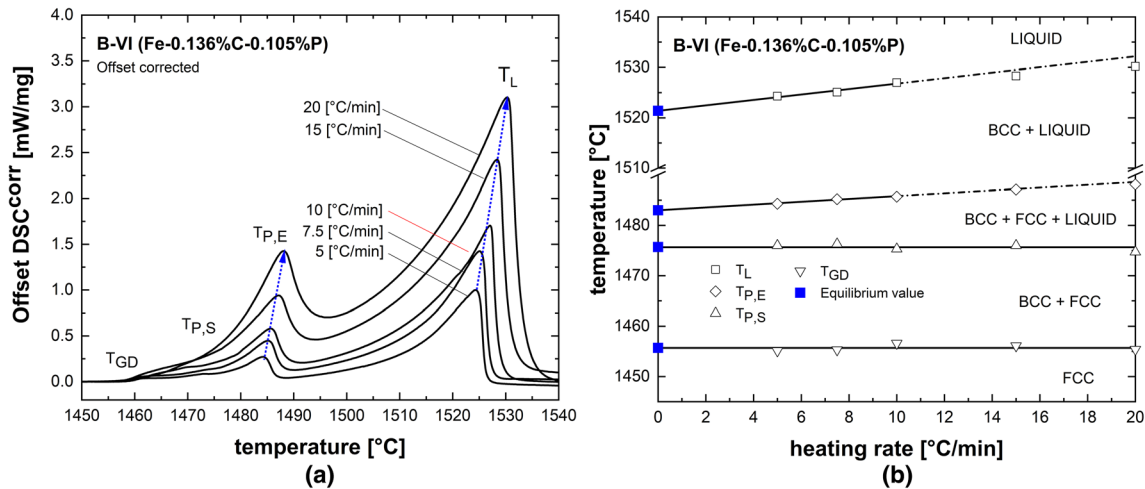 B-VI (Fe-0.136%C-0.105%P)
Offset corrected
T_L
20 [°C/min]
15 [°C/min]
10 [°C/min]
7.5 [°C/min]
5 [°C/min]
T_P,E
T_P,S
T_GD
4.0
3.5
3.0
2.5
2.0
1.5
1.0
0.5
0.0
Offset DSC^corr [mW/mg]
1450 1460 1470 1480 1490 1500 1510 1520 1530 1540
temperature [°C]
(a)
B-VI (Fe-0.136%C-0.105%P)
LIQUID
BCC + LIQUID
BCC + FCC + LIQUID
BCC + FCC
FCC
T_L
T_P,E
T_P,S
T_GD
Equilibrium value
1540
1530
1520
1510
1480
1470
1460
1450
temperature [°C]
0 2 4 6 8 10 12 14 16 18 20
heating rate [°C/min]
(b)